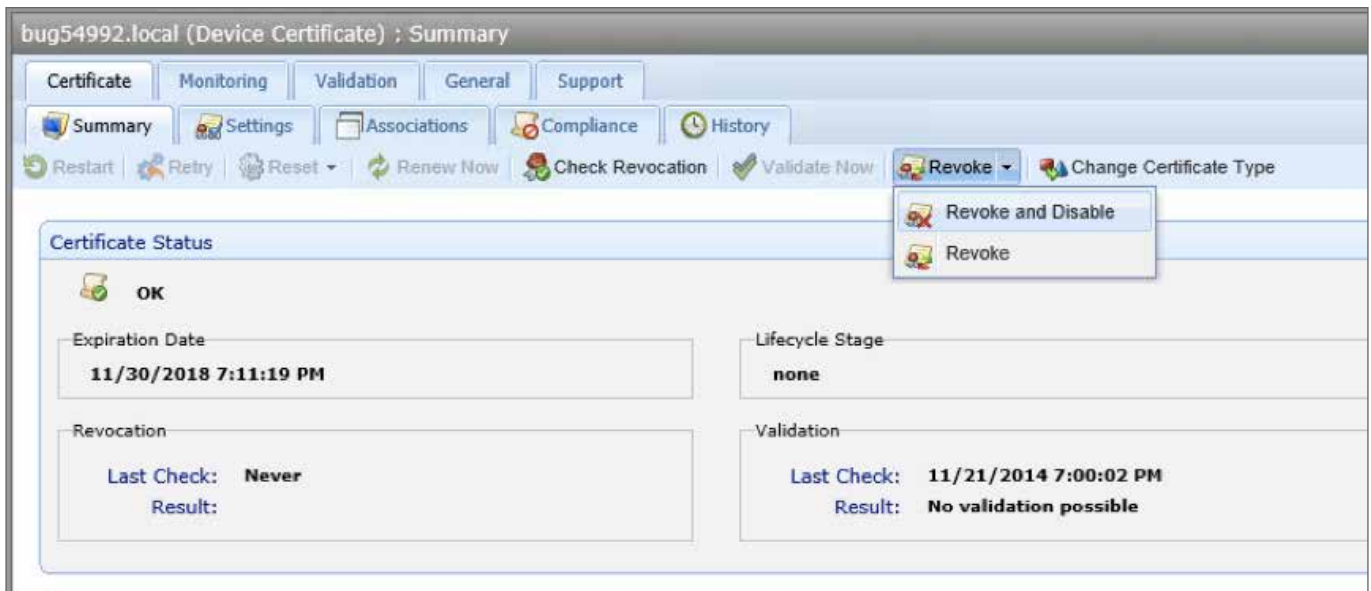 bug54992.local (Device Certificate) : Summary
Certificate Monitoring Validation General Support
Summary Settings Associations Compliance History
Restart Retry Reset Renew Now Check Revocation Validate Now Revoke Change Certificate Type
Revoke and Disable
Revoke
Certificate Status
OK
Expiration Date
11/30/2018 7:11:19 PM
Lifecycle Stage
none
Revocation
Last Check: Never
Result:
Validation
Last Check: 11/21/2014 7:00:02 PM
Result: No validation possible